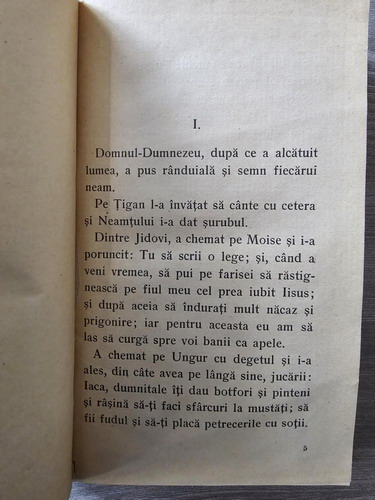 I.
Domnul-Dumnezeu, după ce a alcătuit
lumea, a pus rânduială și semn fiecărui
neam.
Pe Țigan l-a învățat să cânte cu cetera
și Neamțului i-a dat șurubul.
Dintre Jidovi, a chemat pe Moise și i-a
poruncit: Tu să scrii o lege; și, când a
veni vremea, să pui pe farisei să răstig-
nească pe fiul meu cel prea iubit Iisus;
și după aceia să îndurați mult năcaz și
prigonire; iar pentru aceasta eu am să
las să curgă spre voi banii ca apele.
A chemat pe Ungur cu degetul și i-a
ales, din câte avea pe lângă sine, jucării:
Iaca, dumnitale îți dau botfori și pinteni
și rășină să-ți faci sfârcuri la mustăți; să
fii fudul și să-ți placă petrecerile cu soții.
5